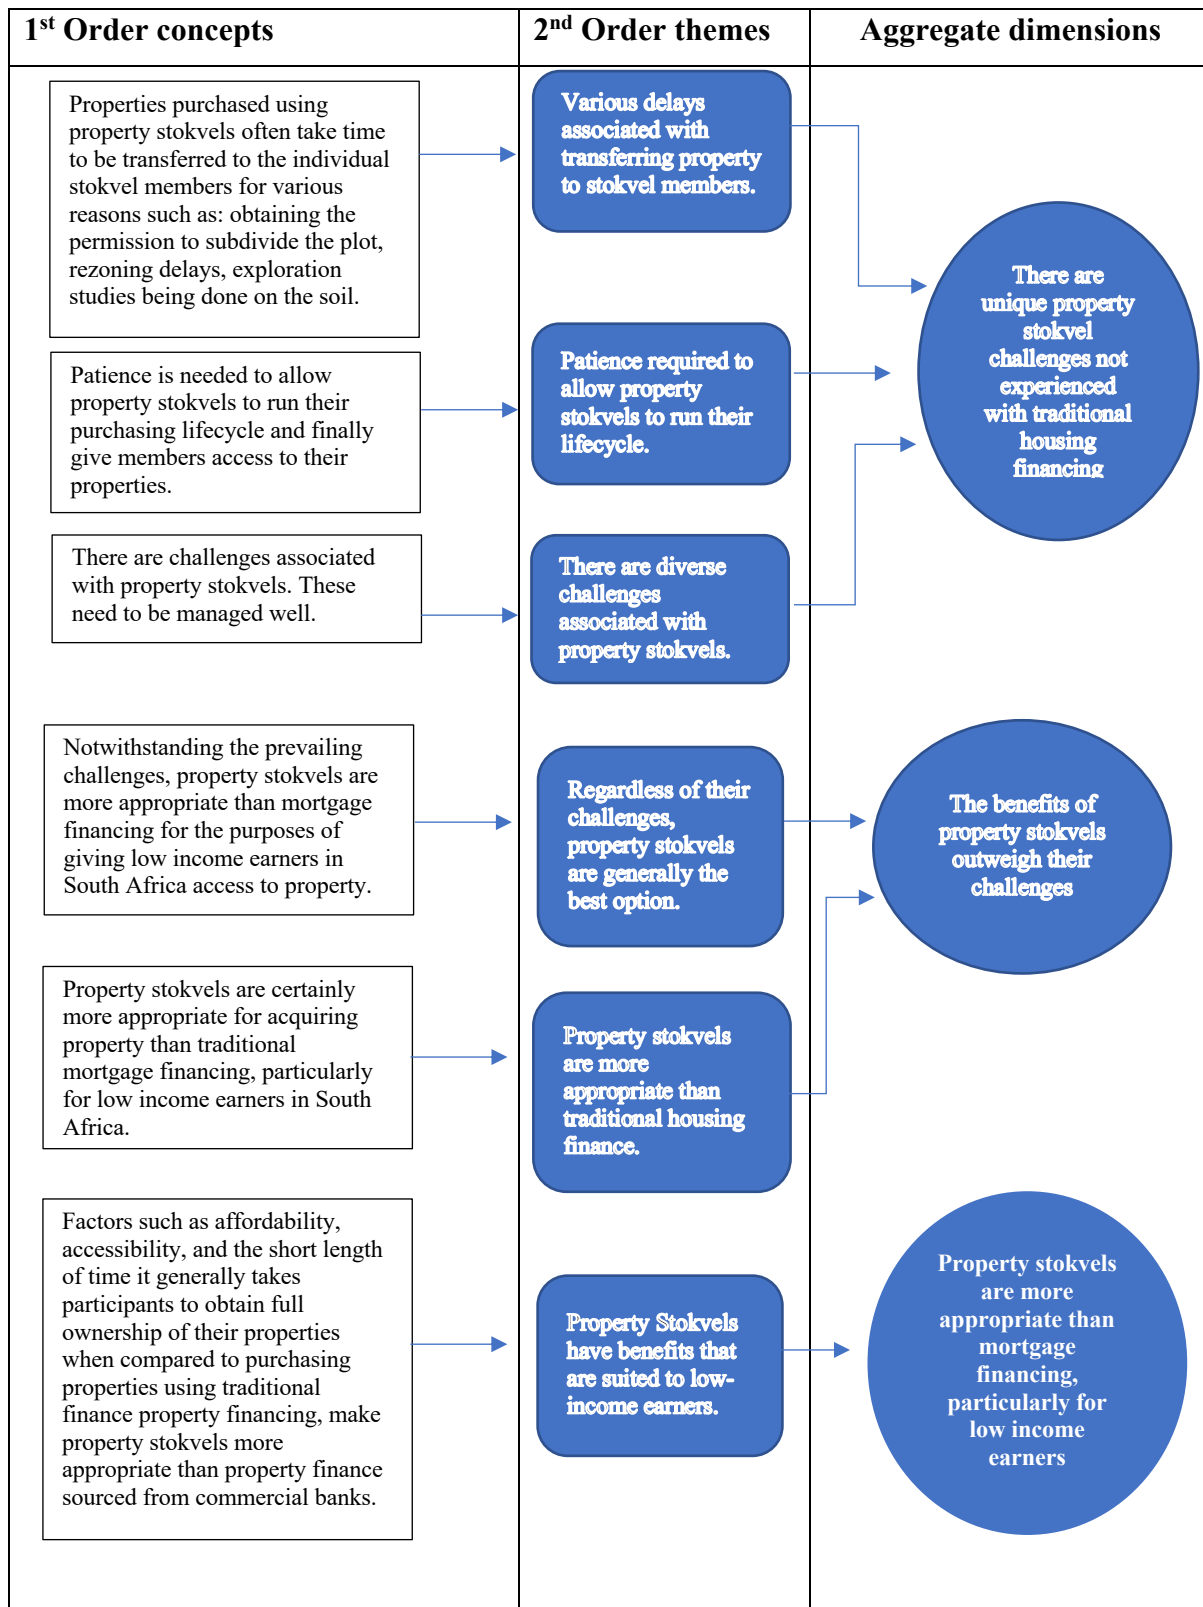 1st Order concepts
2nd Order themes
Aggregate dimensions
Properties purchased using
property stokvels often take time
to be transferred to the individual
stokvel members for various
reasons such as: obtaining the
permission to subdivide the plot,
rezoning delays, exploration
studies being done on the soil.
Various delays
associated with
transferring property
to stokvel members.
There are
unique property
stokvel
challenges not
experienced
with traditional
housing
financing
Patience is needed to allow
property stokvels to run their
purchasing lifecycle and finally
give members access to their
properties.
Patience required to
allow property
stokvels to run their
lifecycle.
There are challenges associated
with property stokvels. These
need to be managed well.
There are diverse
challenges
associated with
property stokvels.
Notwithstanding the prevailing
challenges, property stokvels are
more appropriate than mortgage
financing for the purposes of
giving low income earners in
South Africa access to property.
Regardless of their
challenges,
property stokvels
are generally the
best option.
The benefits of
property stokvels
outweigh their
challenges
Property stokvels are certainly
more appropriate for acquiring
property than traditional
mortgage financing, particularly
for low income earners in South
Africa.
Property stokvels
are more
appropriate than
traditional housing
finance.
Factors such as affordability,
accessibility, and the short length
of time it generally takes
participants to obtain full
ownership of their properties
when compared to purchasing
properties using traditional
finance property financing, make
property stokvels more
appropriate than property finance
sourced from commercial banks.
Property Stokvels
have benefits that
are suited to low-
income earners.
Property stokvels
are more
appropriate than
mortgage
financing,
particularly for
low income
earners